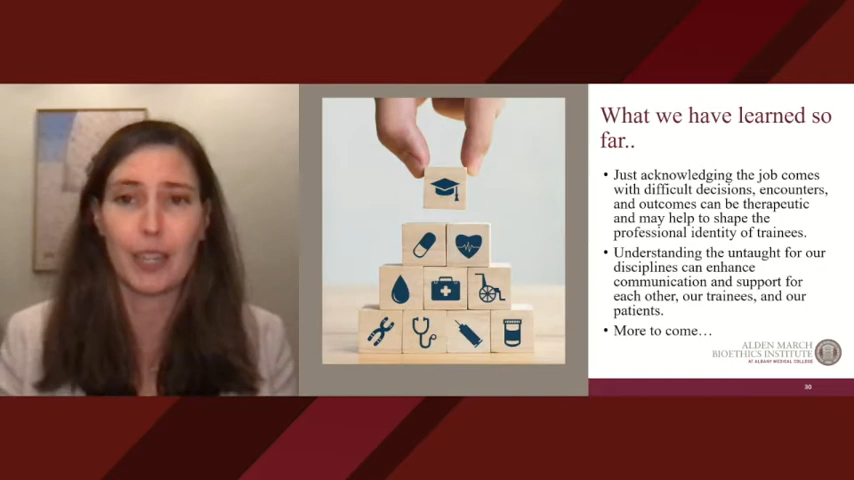 What we have learned so
far..
• Just acknowledging the job comes
with difficult decisions, encounters,
and outcomes can be therapeutic
and may help to shape the
professional identity of trainees.
• Understanding the untaught for our
disciplines can enhance
communication and support for
each other, our trainees, and our
patients.
• More to come…
ALDEN MARCH
BIOETHICS INSTITUTE
AT ALBANY MEDICAL COLLEGE
30